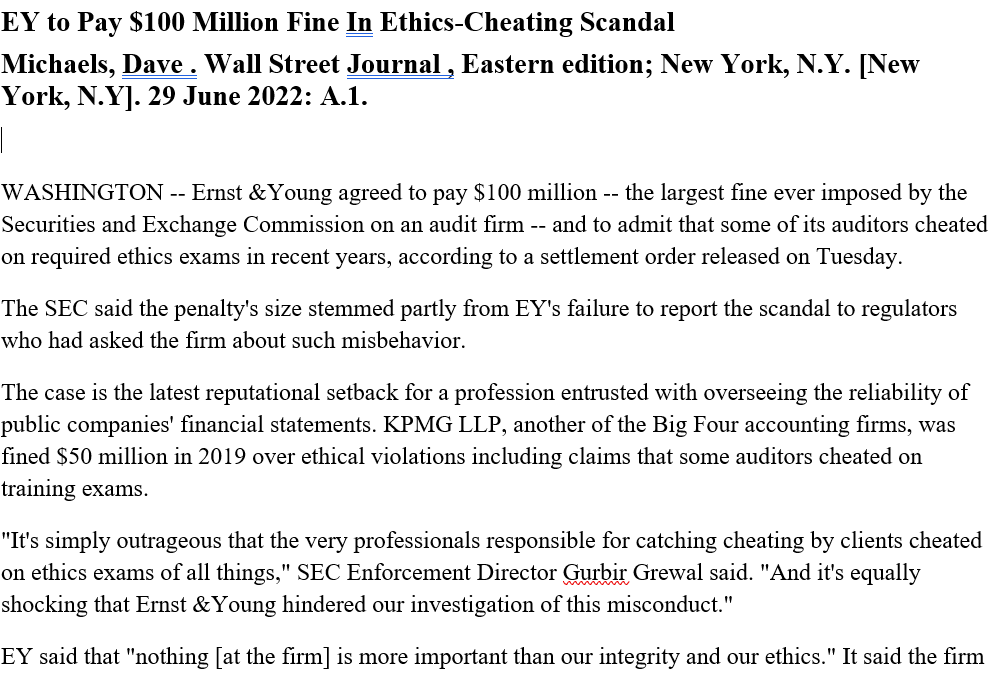 EY to Pay $100 Million Fine In Ethics-Cheating Scandal
Michaels, Dave . Wall Street Journal , Eastern edition; New York, N.Y. [New
York, N.Y]. 29 June 2022: A.1.
WASHINGTON -- Ernst &Young agreed to pay $100 million -- the largest fine ever imposed by the
Securities and Exchange Commission on an audit firm -- and to admit that some of its auditors cheated
on required ethics exams in recent years, according to a settlement order released on Tuesday.
The SEC said the penalty's size stemmed partly from EY's failure to report the scandal to regulators
who had asked the firm about such misbehavior.
The case is the latest reputational setback for a profession entrusted with overseeing the reliability of
public companies' financial statements. KPMG LLP, another of the Big Four accounting firms, was
fined $50 million in 2019 over ethical violations including claims that some auditors cheated on
training exams.
"It's simply outrageous that the very professionals responsible for catching cheating by clients cheated
on ethics exams of all things," SEC Enforcement Director Gurbir Grewal said. "And it's equally
shocking that Ernst &Young hindered our investigation of this misconduct."
EY said that "nothing [at the firm] is more important than our integrity and our ethics." It said the firm